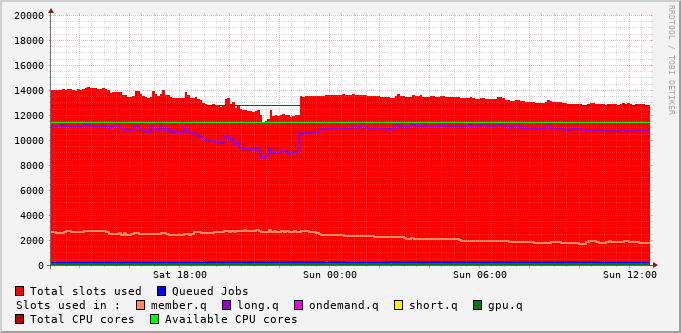 RRDTOOL / TOBI OETIKER
20000
18000
16000
14000
12000
10000
8000
6000
4000
2000
0
Sat 18:00 Sun 00:00 Sun 06:00 Sun 12:00
Total slots used Queued Jobs
Slots used in : member.q long.q ondemand.q short.q gpu.q
Total CPU cores Available CPU cores